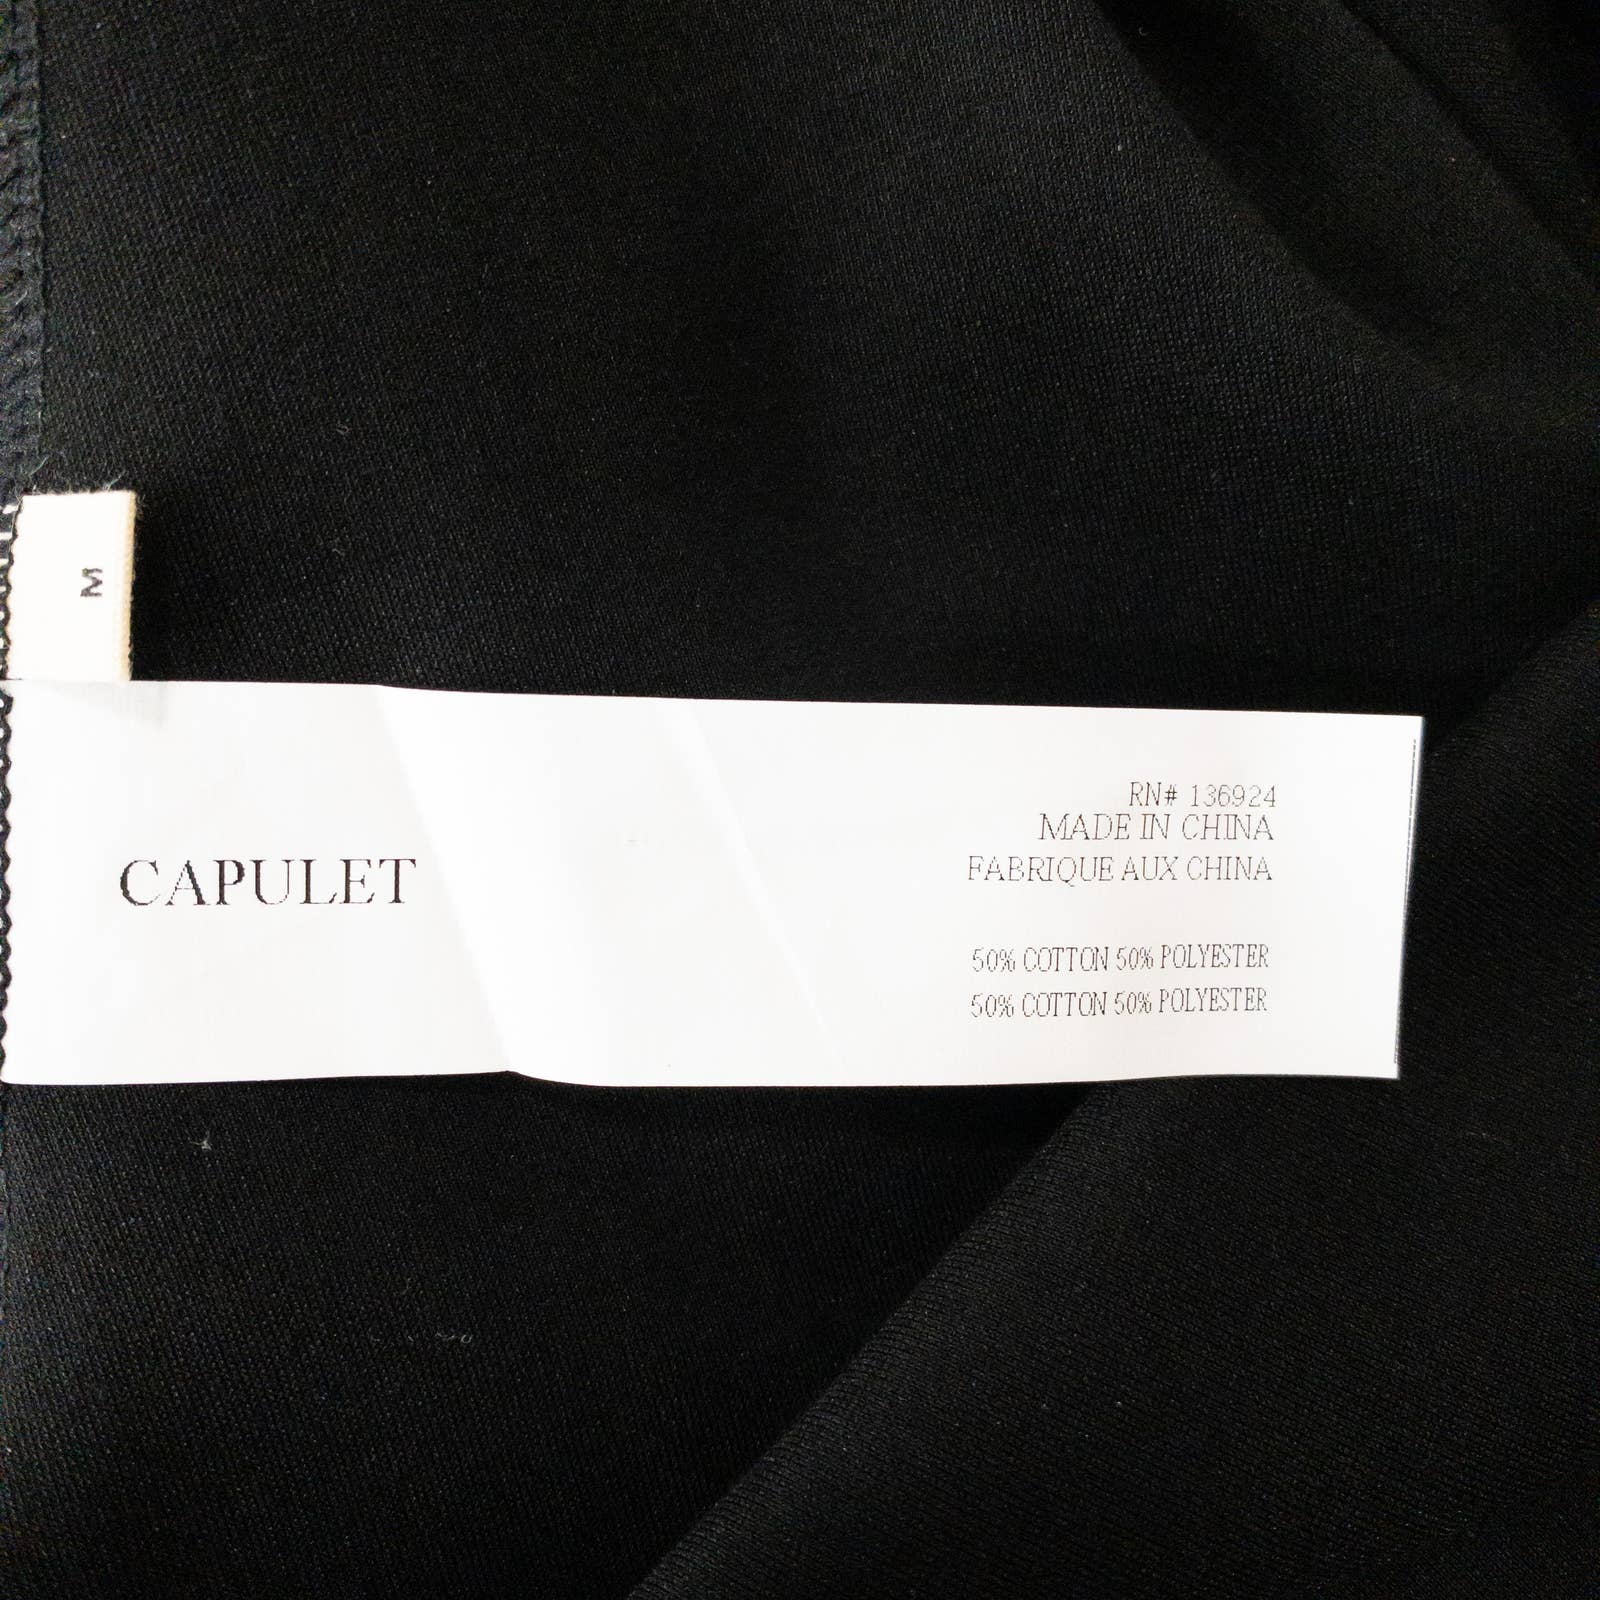 M
CAPULET
RN# 136924
MADE IN CHINA
FABRIQUE AUX CHINA
50% COTTON 50% POLYESTER
50% COTTON 50% POLYESTER